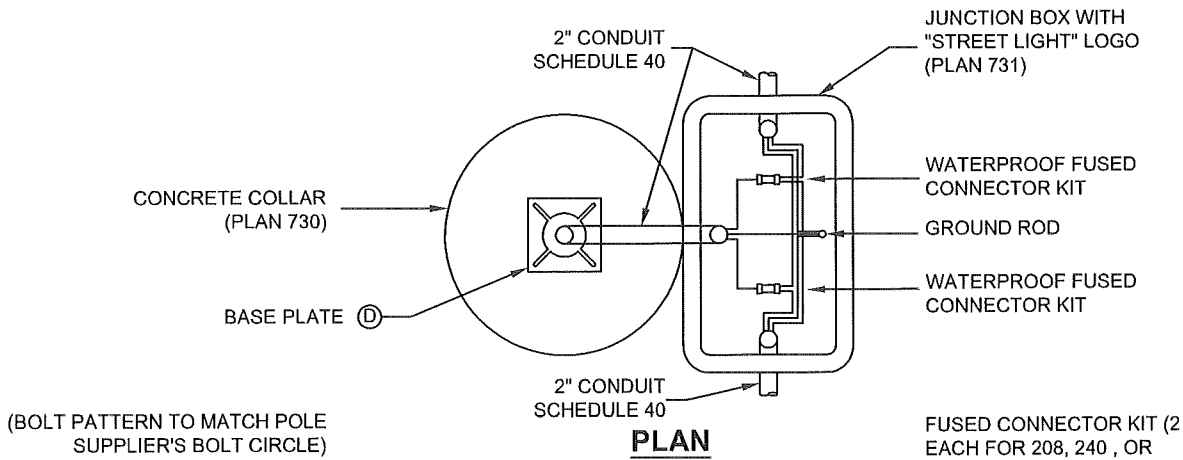 2" CONDUIT
SCHEDULE 40
JUNCTION BOX WITH
"STREET LIGHT" LOGO
(PLAN 731)
CONCRETE COLLAR
(PLAN 730)
WATERPROOF FUSED
CONNECTOR KIT
GROUND ROD
WATERPROOF FUSED
CONNECTOR KIT
BASE PLATE D
2" CONDUIT
SCHEDULE 40
(BOLT PATTERN TO MATCH POLE
SUPPLIER'S BOLT CIRCLE)
PLAN
FUSED CONNECTOR KIT (2
EACH FOR 208, 240 , OR